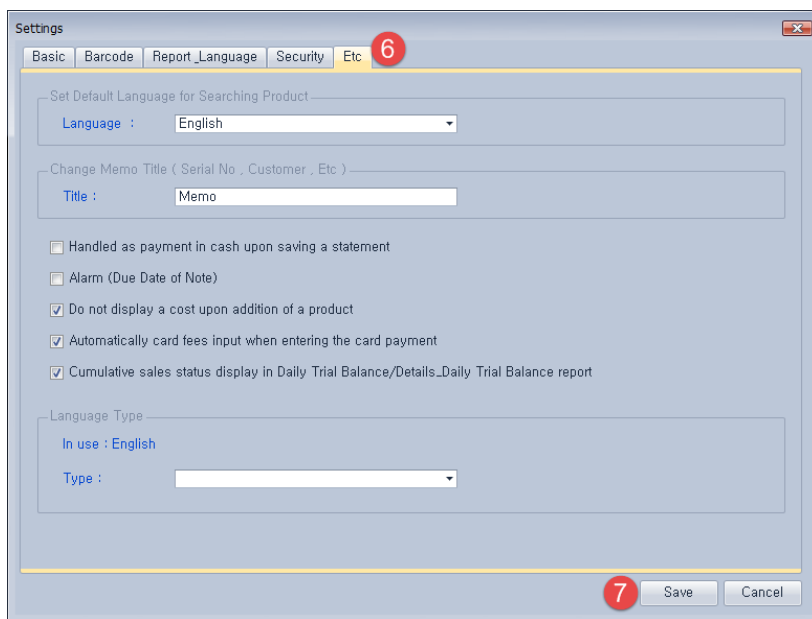 Settings
Basic Barcode Report_Language Security Etc 6
Set Default Language for Searching Product
Language : English
Change Memo Title ( Serial No , Customer , Etc )
Title : Memo
Handled as payment in cash upon saving a statement
Alarm (Due Date of Note)
Do not display a cost upon addition of a product
Automatically card fees input when entering the card payment
Cumulative sales status display in Daily Trial Balance/Details_Daily Trial Balance report
Language Type
In use : English
Type :
7 Save Cancel